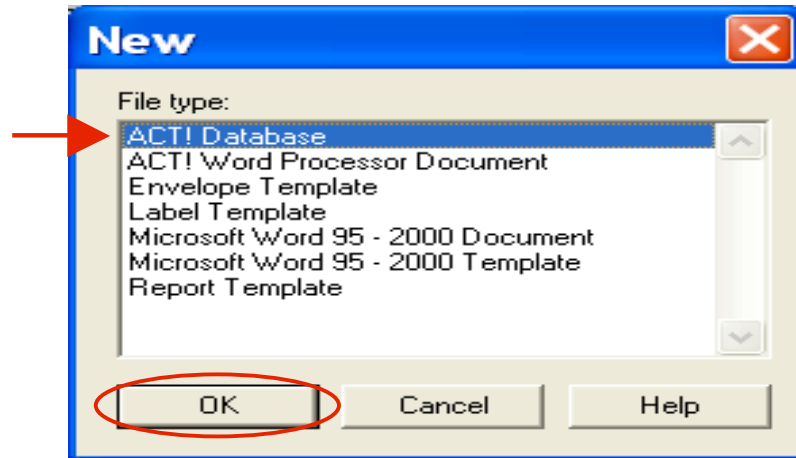 New
File type:
ACT! Database
ACT! Word Processor Document
Envelope Template
Label Template
Microsoft Word 95 - 2000 Document
Microsoft Word 95 - 2000 Template
Report Template
OK Cancel Help